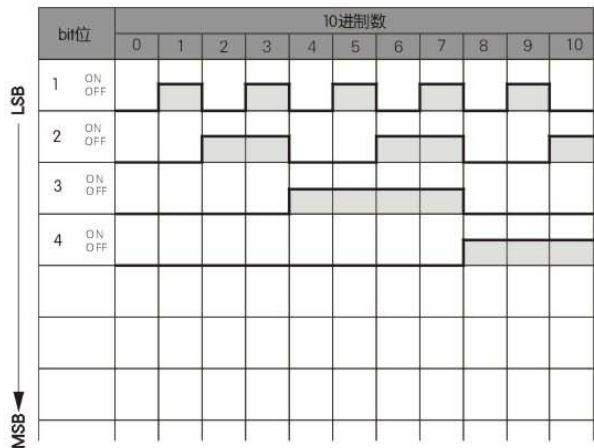 bit位
10进制数
0 1 2 3 4 5 6 7 8 9 10
LSB
1 ON
OFF
2 ON
OFF
3 ON
OFF
4 ON
OFF
MSB